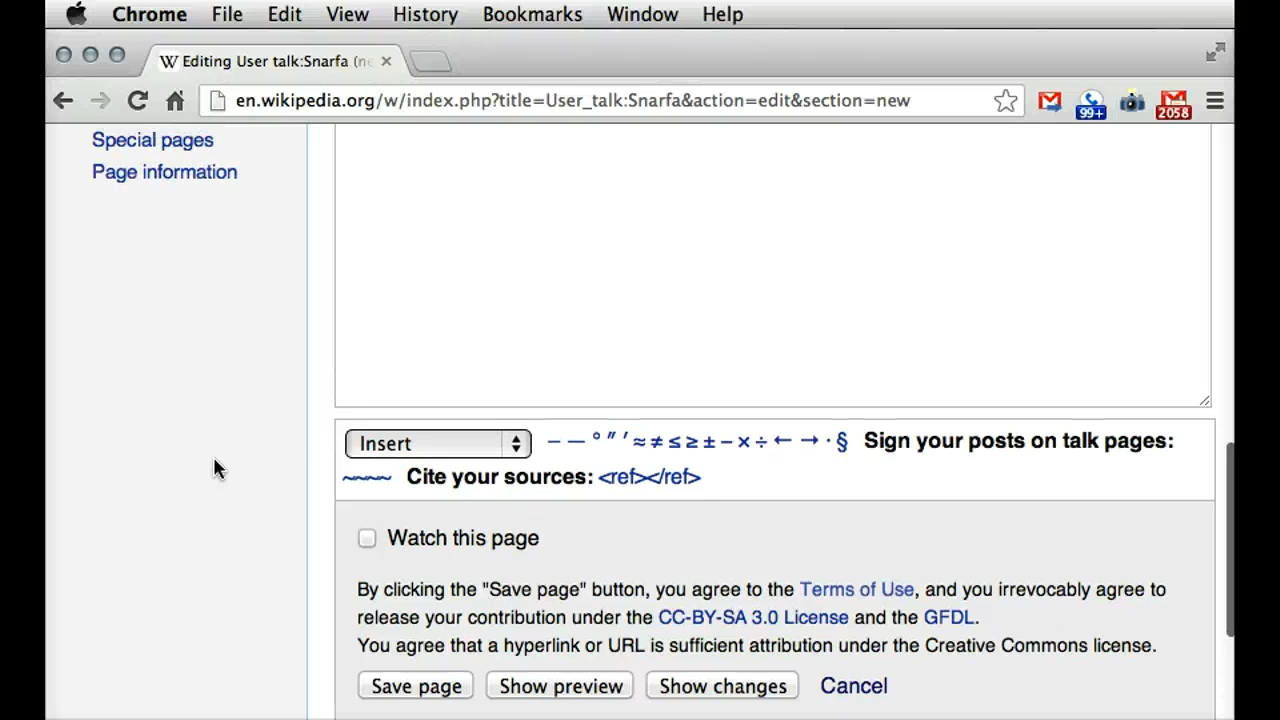 Chrome File Edit View History Bookmarks Window Help
W Editing User talk:Snarfa (ne ×
en.wikipedia.org/w/index.php?title=User_talk:Snarfa&action=edit&section=new
99+ 2058
Special pages
Page information
Insert – — ° ″ ′ ≈ ≠ ≤ ≥ ± − × ÷ ← → · § Sign your posts on talk pages:
~~~~ Cite your sources: <ref></ref>
Watch this page
By clicking the "Save page" button, you agree to the Terms of Use, and you irrevocably agree to
release your contribution under the CC-BY-SA 3.0 License and the GFDL.
You agree that a hyperlink or URL is sufficient attribution under the Creative Commons license.
Save page Show preview Show changes Cancel